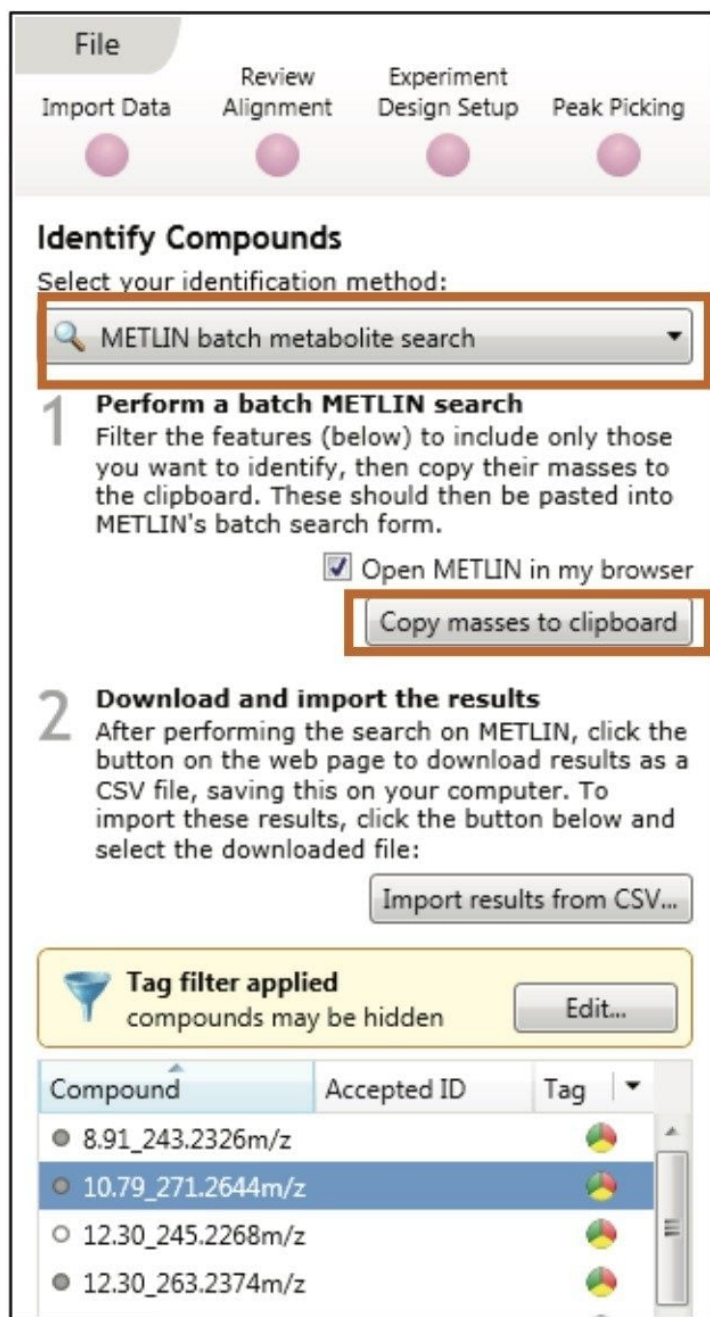 File
Import Data
Review
Alignment
Experiment
Design Setup
Peak Picking
Identify Compounds
Select your identification method:
METLIN batch metabolite search
1 Perform a batch METLIN search
Filter the features (below) to include only those
you want to identify, then copy their masses to
the clipboard. These should then be pasted into
METLIN's batch search form.
Open METLIN in my browser
Copy masses to clipboard
2 Download and import the results
After performing the search on METLIN, click the
button on the web page to download results as a
CSV file, saving this on your computer. To
import these results, click the button below and
select the downloaded file:
Import results from CSV...
Tag filter applied
compounds may be hidden
Edit...
Compound Accepted ID Tag
8.91_243.2326m/z
10.79_271.2644m/z
12.30_245.2268m/z
12.30_263.2374m/z